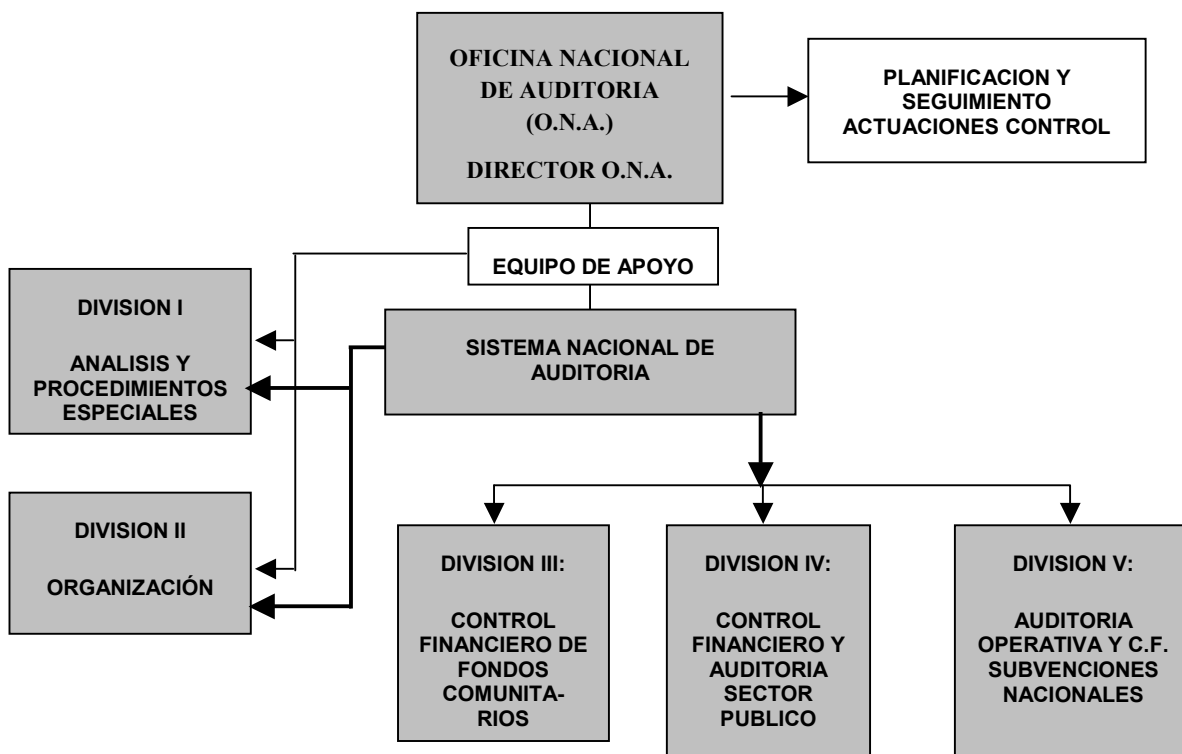 OFICINA NACIONAL
DE AUDITORIA
(O.N.A.)
DIRECTOR O.N.A.
PLANIFICACION Y
SEGUIMIENTO
ACTUACIONES CONTROL
EQUIPO DE APOYO
DIVISION I
ANALISIS Y
PROCEDIMIENTOS
ESPECIALES
SISTEMA NACIONAL DE
AUDITORIA
DIVISION II
ORGANIZACIÓN
DIVISION III:
CONTROL
FINANCIERO DE
FONDOS
COMUNITA-
RIOS
DIVISION IV:
CONTROL
FINANCIERO Y
AUDITORIA
SECTOR
PUBLICO
DIVISION V:
AUDITORIA
OPERATIVA Y C.F.
SUBVENCIONES
NACIONALES